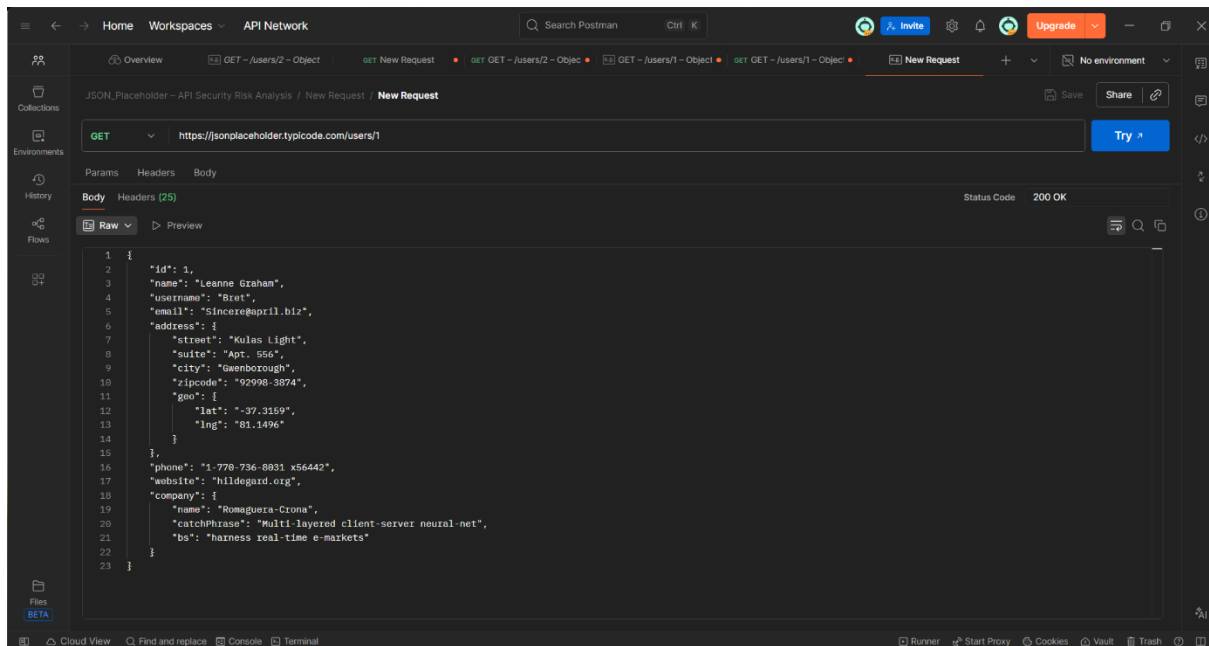 Home Workspaces API Network Search Postman Ctrl K Invite Upgrade
Overview GET – /users/2 – Object GET New Request GET GET – /users/2 – Objec GET – /users/1 – Object GET GET – /users/1 – Objec New Request No environment
JSON_Placeholder – API Security Risk Analysis / New Request / New Request Save Share
Collections
GET https://jsonplaceholder.typicode.com/users/1 Try
Environments
Params Headers Body
History
Body Headers (25) Status Code 200 OK
Raw Preview
Flows
1 {
2 "id": 1,
3 "name": "Leanne Graham",
4 "username": "Bret",
5 "email": "Sincere@april.biz",
6 "address": {
7 "street": "Kulas Light",
8 "suite": "Apt. 556",
9 "city": "Gwenborough",
10 "zipcode": "92998-3874",
11 "geo": {
12 "lat": "-37.3159",
13 "lng": "81.1496"
14 }
15 },
16 "phone": "1-770-736-8031 x56442",
17 "website": "hildegard.org",
18 "company": {
19 "name": "Romaguera-Crona",
20 "catchPhrase": "Multi-layered client-server neural-net",
21 "bs": "harness real-time e-markets"
22 }
23 }
Files
BETA
AI
Cloud View Find and replace Console Terminal Runner Start Proxy Cookies Vault Trash